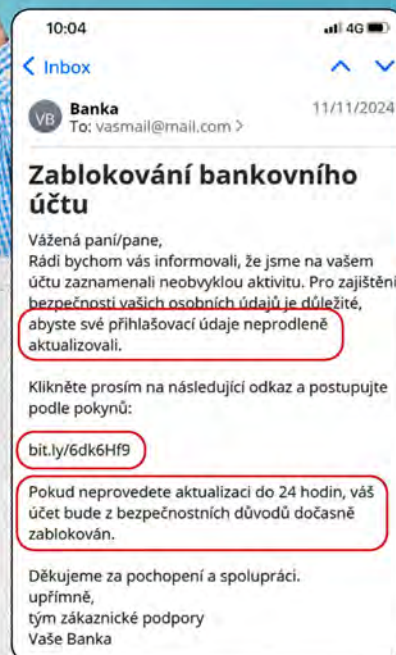 10:04
4G
Inbox
VB
Banka
11/11/2024
To: vasmail@mail.com >
Zablokování bankovního
účtu
Vážená paní/pane,
Rádi bychom vás informovali, že jsme na vašem
účtu zaznamenali neobvyklou aktivitu. Pro zajištění
bezpečnosti vašich osobních údajů je důležité,
abyste své přihlašovací údaje neprodleně
aktualizovali.
Klikněte prosím na následující odkaz a postupujte
podle pokynů:
bit.ly/6dk6Hf9
Pokud neprovedete aktualizaci do 24 hodin, váš
účet bude z bezpečnostních důvodů dočasně
zablokován.
Děkujeme za pochopení a spolupráci.
upřímně,
tým zákaznické podpory
Vaše Banka